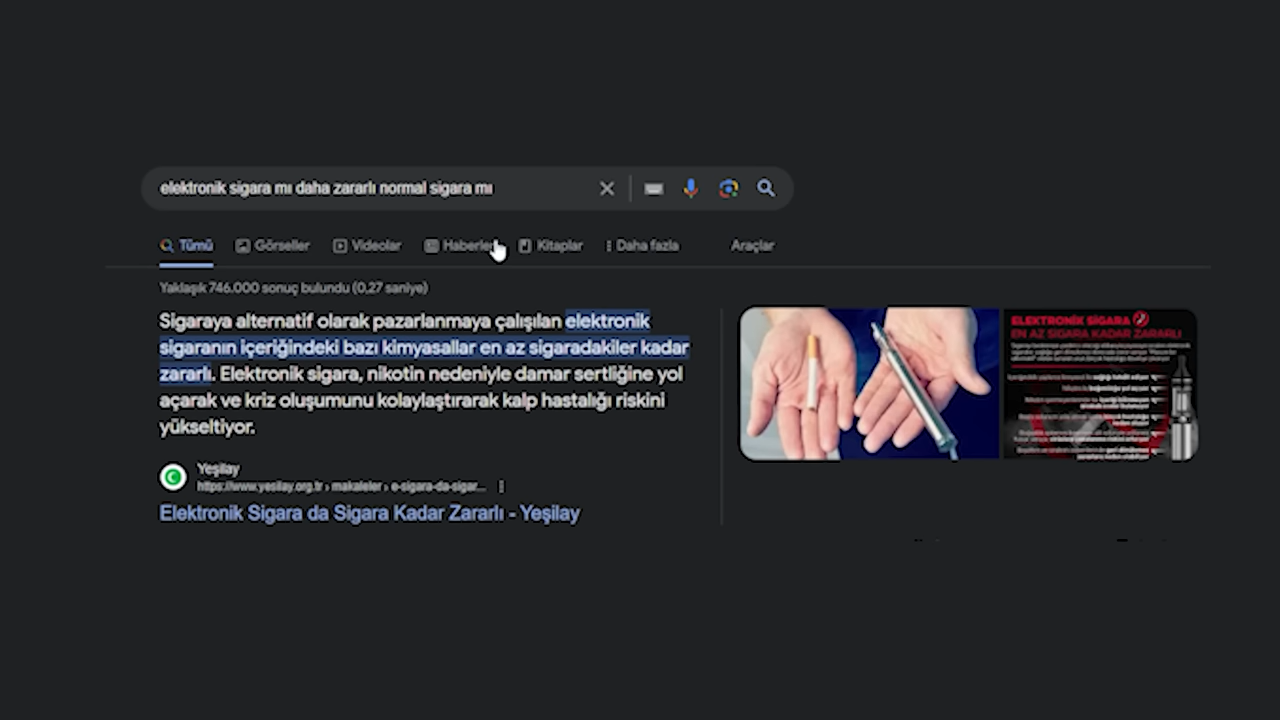 elektronik sigara mı daha zararlı normal sigara mı
Tümü Görseller Videolar Haberler Kitaplar Daha fazla Araçlar
Yaklaşık 746.000 sonuç bulundu (0,27 saniye)
Sigaraya alternatif olarak pazarlanmaya çalışılan elektronik
sigaranın içeriğindeki bazı kimyasallar en az sigaradakiler kadar
zararlı. Elektronik sigara, nikotin nedeniyle damar sertliğine yol
açarak ve kriz oluşumunu kolaylaştırarak kalp hastalığı riskini
yükseltiyor.
Yeşilay
https://www.yesilay.org.tr › makaleler › e-sigara-da-sigar...
Elektronik Sigara da Sigara Kadar Zararlı - Yeşilay
ELEKTRONİK SİGARA
EN AZ SIGARA KADAR ZARARLI